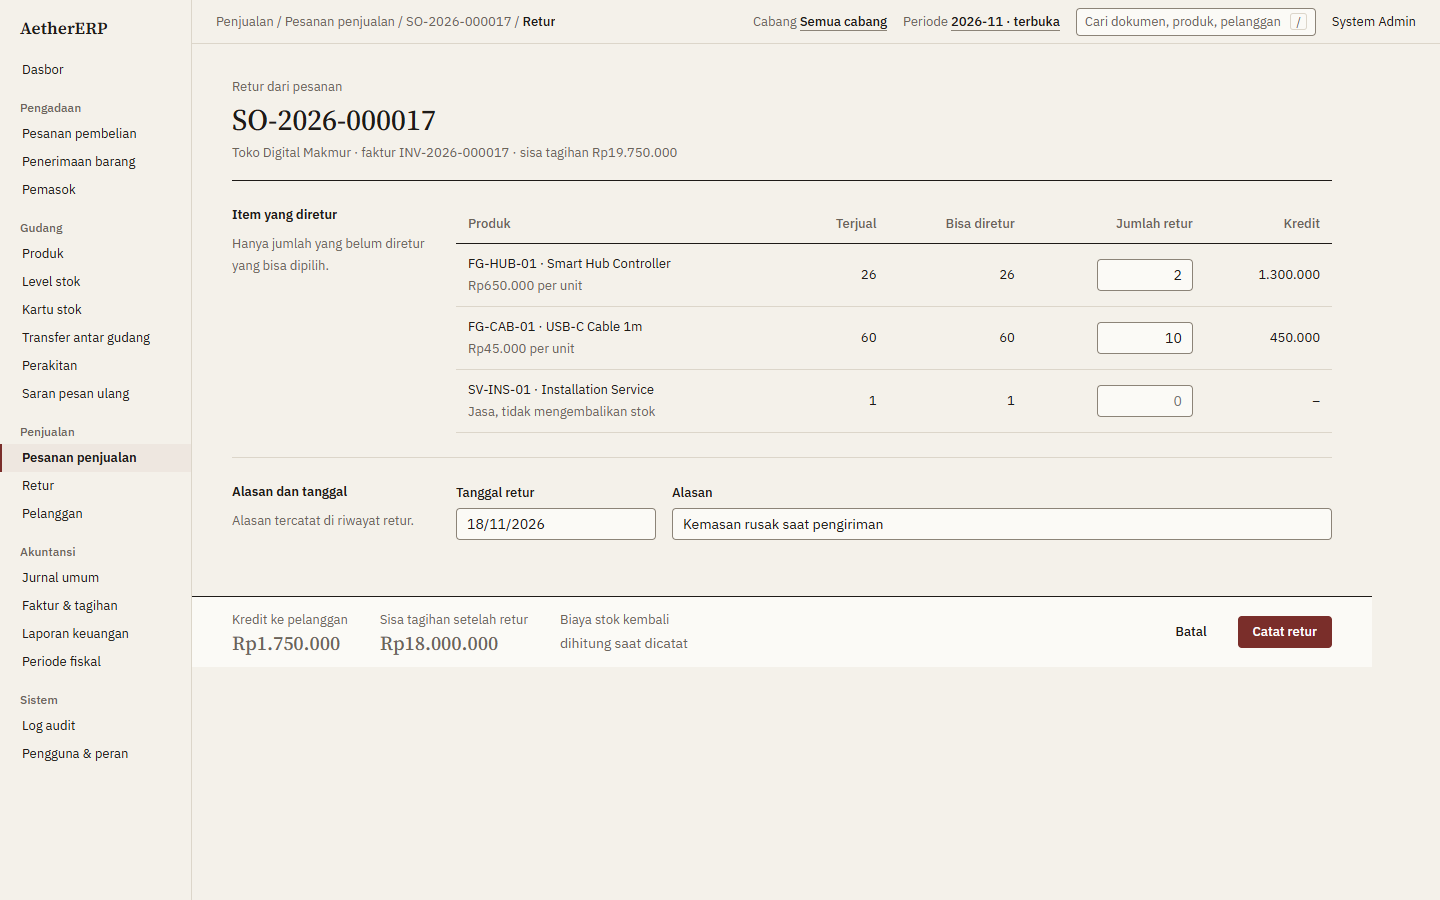 AetherERP
Dasbor
Pengadaan
Pesanan pembelian
Penerimaan barang
Pemasok
Gudang
Produk
Level stok
Kartu stok
Transfer antar gudang
Perakitan
Saran pesan ulang
Penjualan
Pesanan penjualan
Retur
Pelanggan
Akuntansi
Jurnal umum
Faktur & tagihan
Laporan keuangan
Periode fiskal
Sistem
Log audit
Pengguna & peran
Penjualan / Pesanan penjualan / SO-2026-000017 / Retur
Cabang Semua cabang Periode 2026-11 · terbuka Cari dokumen, produk, pelanggan / System Admin
Retur dari pesanan
SO-2026-000017
Toko Digital Makmur · faktur INV-2026-000017 · sisa tagihan Rp19.750.000
Item yang diretur
Hanya jumlah yang belum diretur
yang bisa dipilih.
Produk Terjual Bisa diretur Jumlah retur Kredit
FG-HUB-01 · Smart Hub Controller
Rp650.000 per unit
26 26 2 1.300.000
FG-CAB-01 · USB-C Cable 1m
Rp45.000 per unit
60 60 10 450.000
SV-INS-01 · Installation Service
Jasa, tidak mengembalikan stok
1 1 0 –
Alasan dan tanggal
Alasan tercatat di riwayat retur.
Tanggal retur Alasan
18/11/2026 Kemasan rusak saat pengiriman
Kredit ke pelanggan Sisa tagihan setelah retur Biaya stok kembali
Rp1.750.000 Rp18.000.000 dihitung saat dicatat
Batal Catat retur